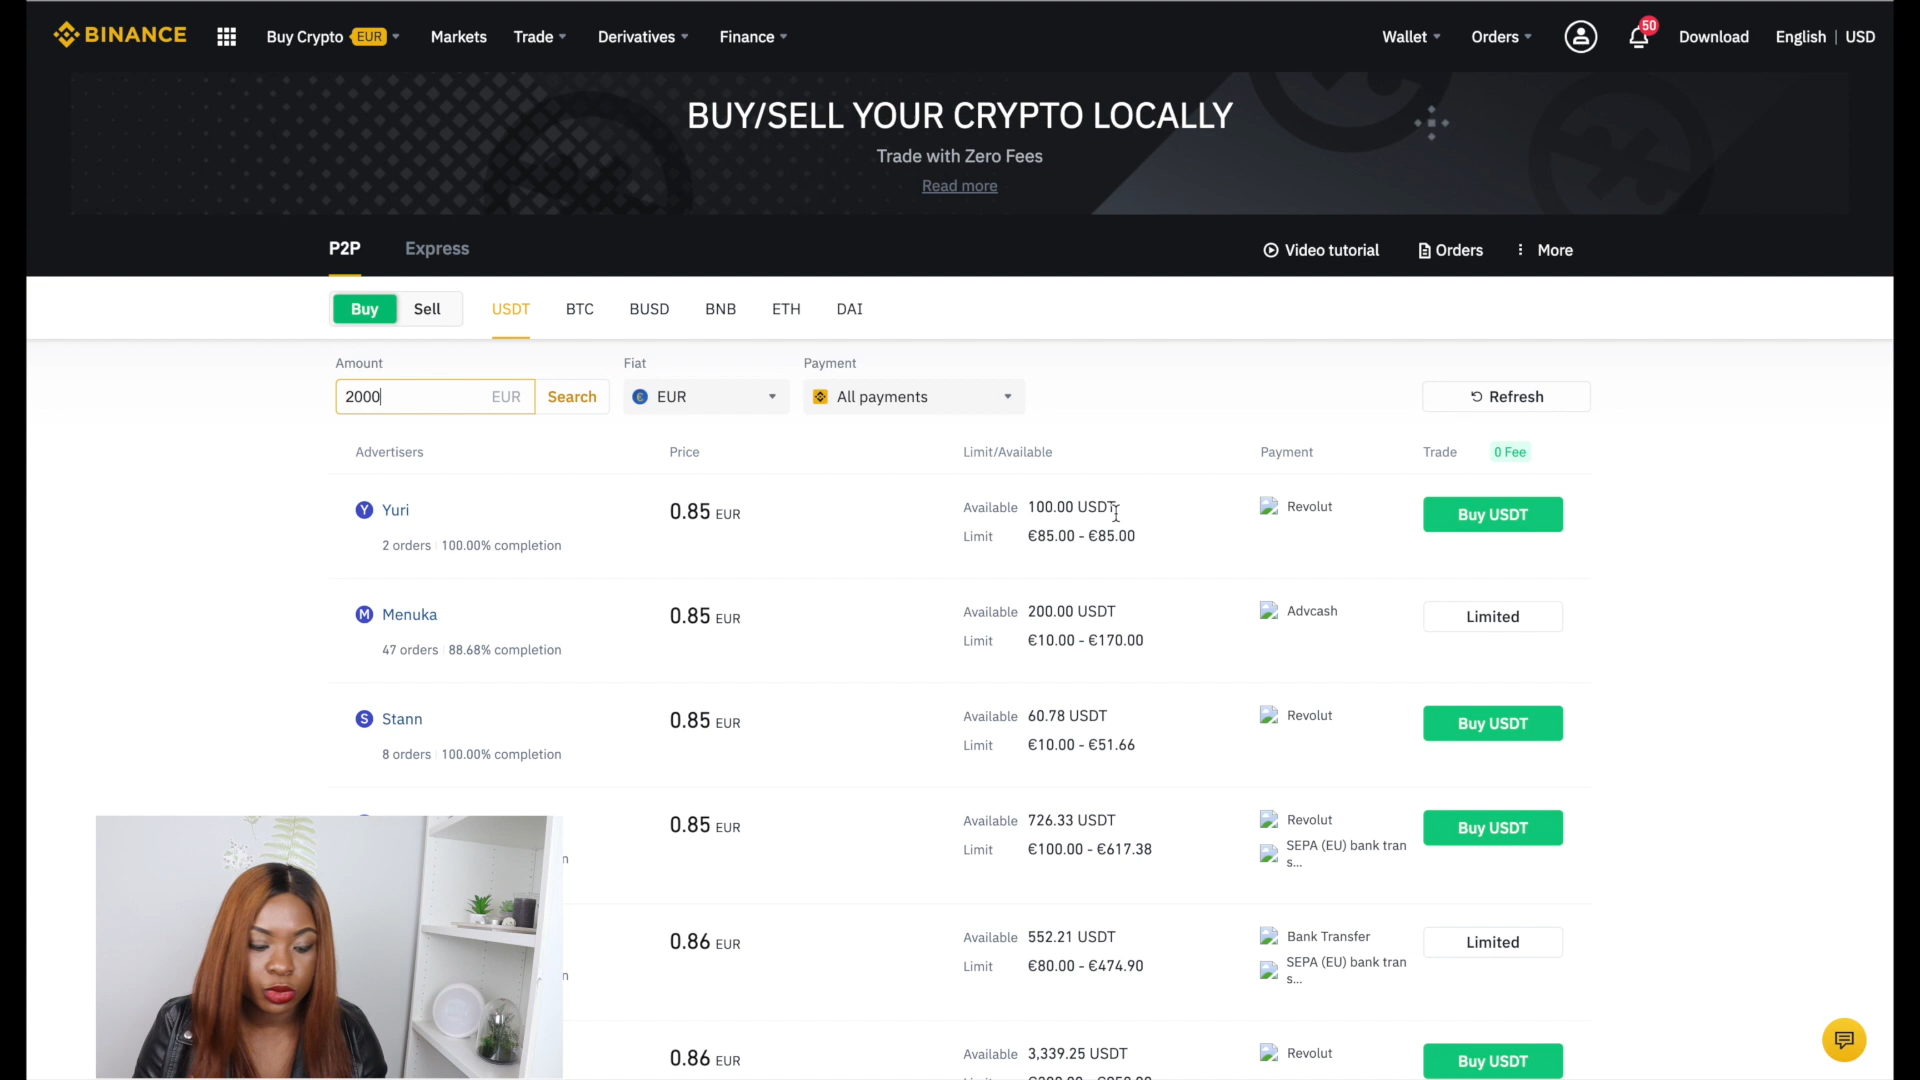 BINANCE
Buy Crypto EUR
Markets
Trade
Derivatives
Finance
Wallet
Orders
50
Download
English | USD
BUY/SELL YOUR CRYPTO LOCALLY
Trade with Zero Fees
Read more
P2P
Express
Video tutorial
Orders
More
Buy
Sell
USDT
BTC
BUSD
BNB
ETH
DAI
Amount
Fiat
Payment
2000
EUR
Search
EUR
All payments
Refresh
Advertisers
Price
Limit/Available
Payment
Trade
0 Fee
Y Yuri
2 orders | 100.00% completion
0.85 EUR
Available 100.00 USDT
Limit €85.00 - €85.00
Revolut
Buy USDT
M Menuka
47 orders | 88.68% completion
0.85 EUR
Available 200.00 USDT
Limit €10.00 - €170.00
Advcash
Limited
S Stann
8 orders | 100.00% completion
0.85 EUR
Available 60.78 USDT
Limit €10.00 - €51.66
Revolut
Buy USDT
n
0.85 EUR
Available 726.33 USDT
Limit €100.00 - €617.38
Revolut
SEPA (EU) bank tran
s...
Buy USDT
n
0.86 EUR
Available 552.21 USDT
Limit €80.00 - €474.90
Bank Transfer
SEPA (EU) bank tran
s...
Limited
0.86 EUR
Available 3,339.25 USDT
Revolut
Buy USDT